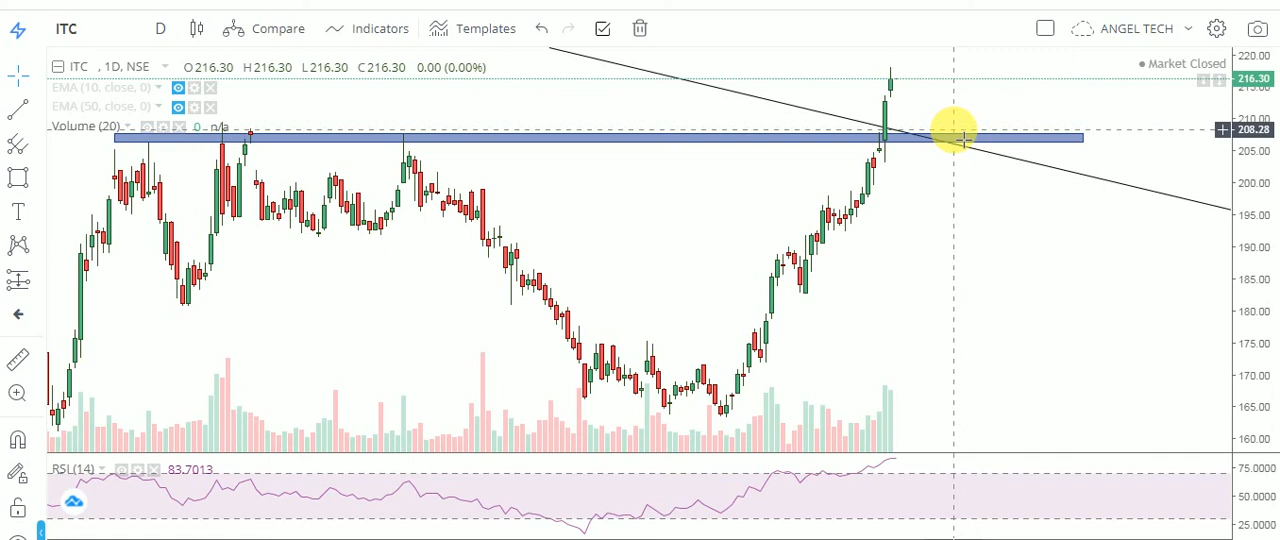 ITC D Compare Indicators Templates ANGEL TECH
ITC , 1D, NSE O216.30 H216.30 L216.30 C216.30 0.00 (0.00%)
Market Closed
EMA (10, close, 0)
EMA (50, close, 0)
Volume (20) 0 n/a
220.00
216.30
215.00
210.00
208.28
205.00
200.00
195.00
190.00
185.00
180.00
175.00
170.00
165.00
160.00
RSI(14) 83.7013
75.0000
50.0000
25.0000